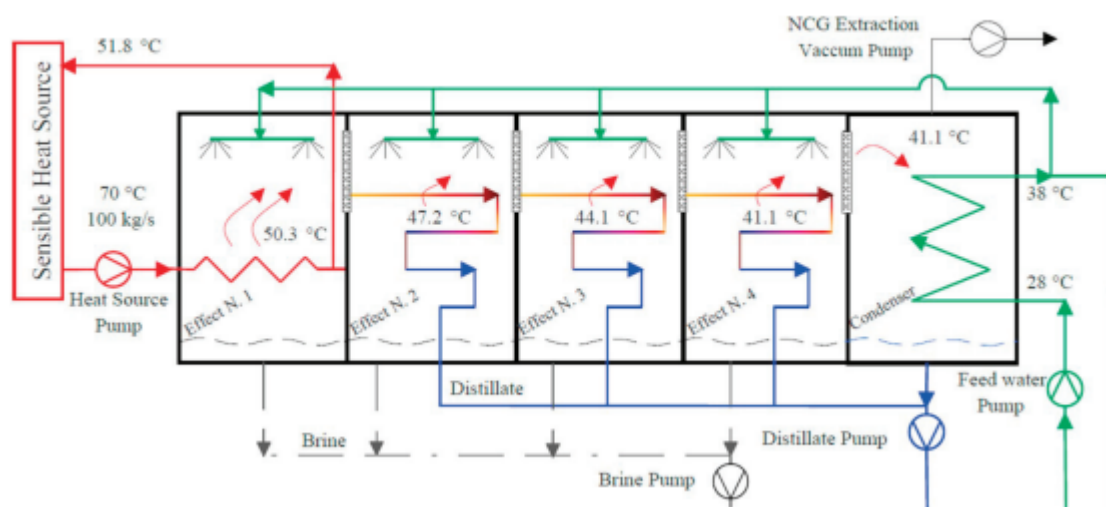 51.8 °C
NCG Extraction
Vaccum Pump
Sensible Heat Source
70 °C
100 kg/s
50.3 °C
47.2 °C
44.1 °C
41.1 °C
41.1 °C
38 °C
28 °C
Heat Source
Pump
Effect N. 1
Effect N. 2
Effect N. 3
Effect N. 4
Condenser
Feed water
Pump
Distillate
Distillate Pump
Brine
Brine Pump